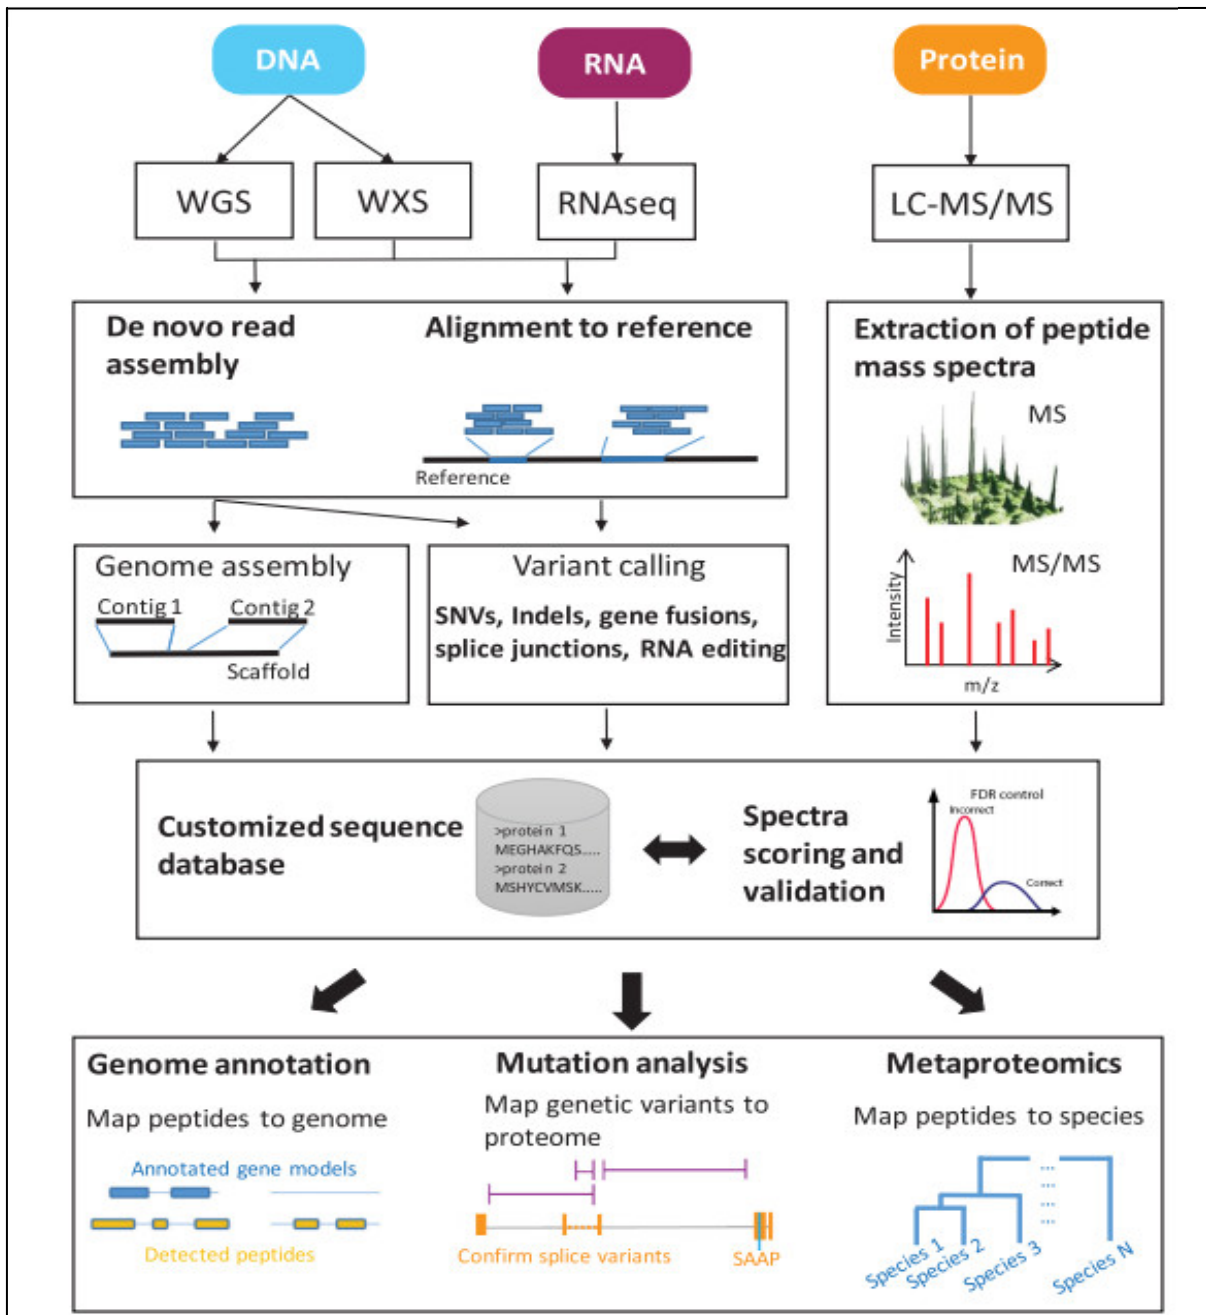 DNA
RNA
Protein
WGS
WXS
RNAseq
LC-MS/MS
De novo read
assembly
Alignment to reference
Reference
Extraction of peptide
mass spectra
MS
MS/MS
Intensity
m/z
Genome assembly
Contig 1
Contig 2
Scaffold
Variant calling
SNVs, Indels, gene fusions,
splice junctions, RNA editing
Customized sequence
database
>protein 1
MEGHAKFQS.....
>protein 2
MSHYCVMSK.....
Spectra
scoring and
validation
FDR control
Incorrect
Correct
Genome annotation
Map peptides to genome
Annotated gene models
Detected peptides
Mutation analysis
Map genetic variants to
proteome
Confirm splice variants
SAAP
Metaproteomics
Map peptides to species
...
...
...
....
Species 1
Species 2
Species 3
Species N